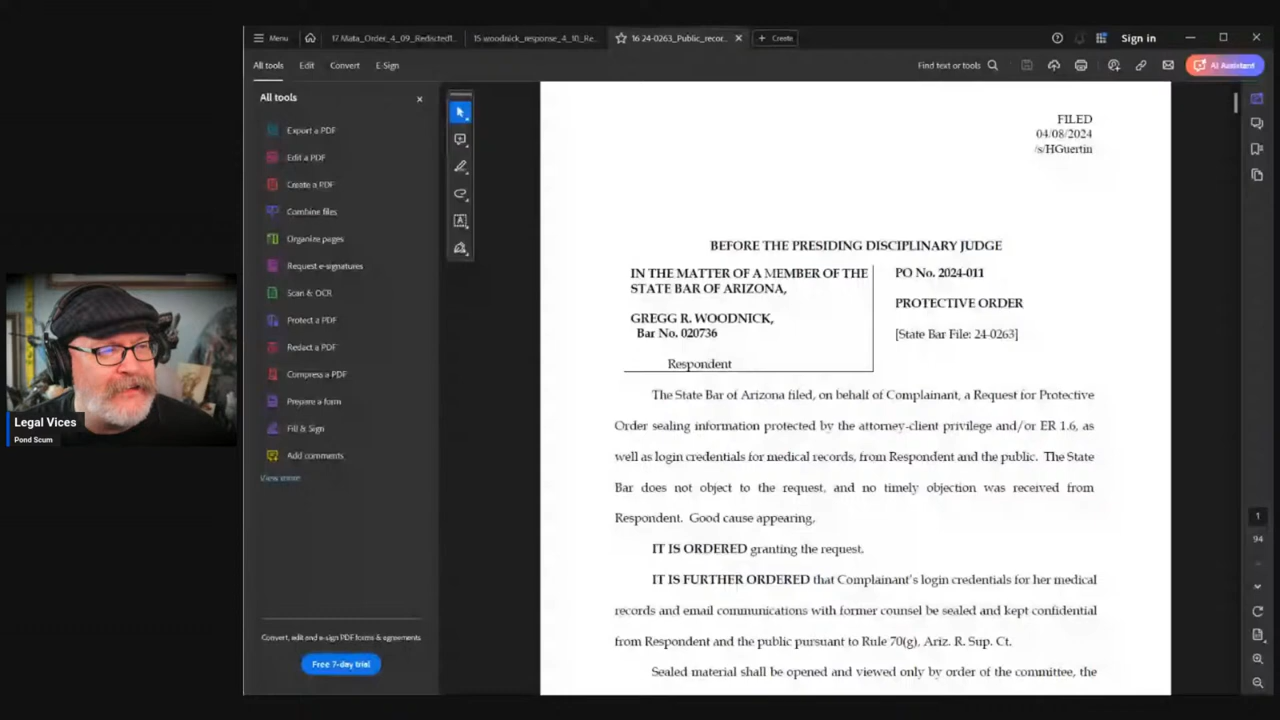 Menu
17 Mata_Order_4_09_Redacted1...
15 woodnick_response_4_10_Re...
16 24-0263_Public_recor...
Create
Sign in
All tools
Edit
Convert
E-Sign
Find text or tools
AI Assistant
All tools
Export a PDF
Edit a PDF
Create a PDF
Combine files
Organize pages
Request e-signatures
Scan & OCR
Protect a PDF
Redact a PDF
Compress a PDF
Prepare a form
Fill & Sign
Add comments
View more
Convert, edit and e-sign PDF forms & agreements
Free 7-day trial
Legal Vices
Pond Scum
FILED
04/08/2024
/s/HGuertin
BEFORE THE PRESIDING DISCIPLINARY JUDGE
IN THE MATTER OF A MEMBER OF THE
STATE BAR OF ARIZONA,
GREGG R. WOODNICK,
Bar No. 020736
Respondent
PO No. 2024-011
PROTECTIVE ORDER
[State Bar File: 24-0263]
The State Bar of Arizona filed, on behalf of Complainant, a Request for Protective
Order sealing information protected by the attorney-client privilege and/or ER 1.6, as
well as login credentials for medical records, from Respondent and the public. The State
Bar does not object to the request, and no timely objection was received from
Respondent. Good cause appearing,
IT IS ORDERED granting the request.
IT IS FURTHER ORDERED that Complainant's login credentials for her medical
records and email communications with former counsel be sealed and kept confidential
from Respondent and the public pursuant to Rule 70(g), Ariz. R. Sup. Ct.
Sealed material shall be opened and viewed only by order of the committee, the
1
94